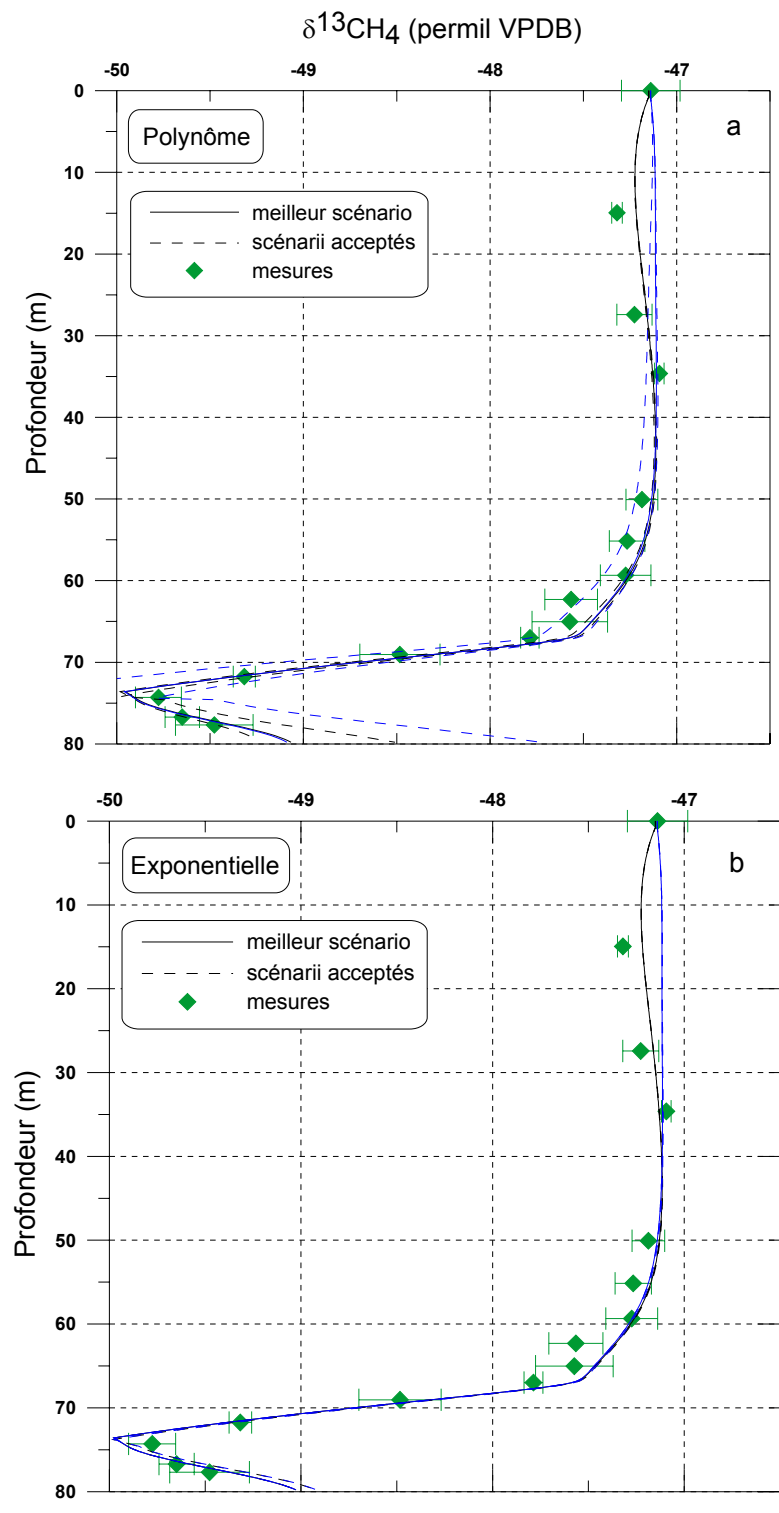 δ13CH4 (permil VPDB)
-50 -49 -48 -47
0
10
20
30
40
50
60
70
80
Profondeur (m)
Polynôme
a
meilleur scénario
scénarii acceptés
mesures
-50 -49 -48 -47
0
10
20
30
40
50
60
70
80
Profondeur (m)
Exponentielle
b
meilleur scénario
scénarii acceptés
mesures